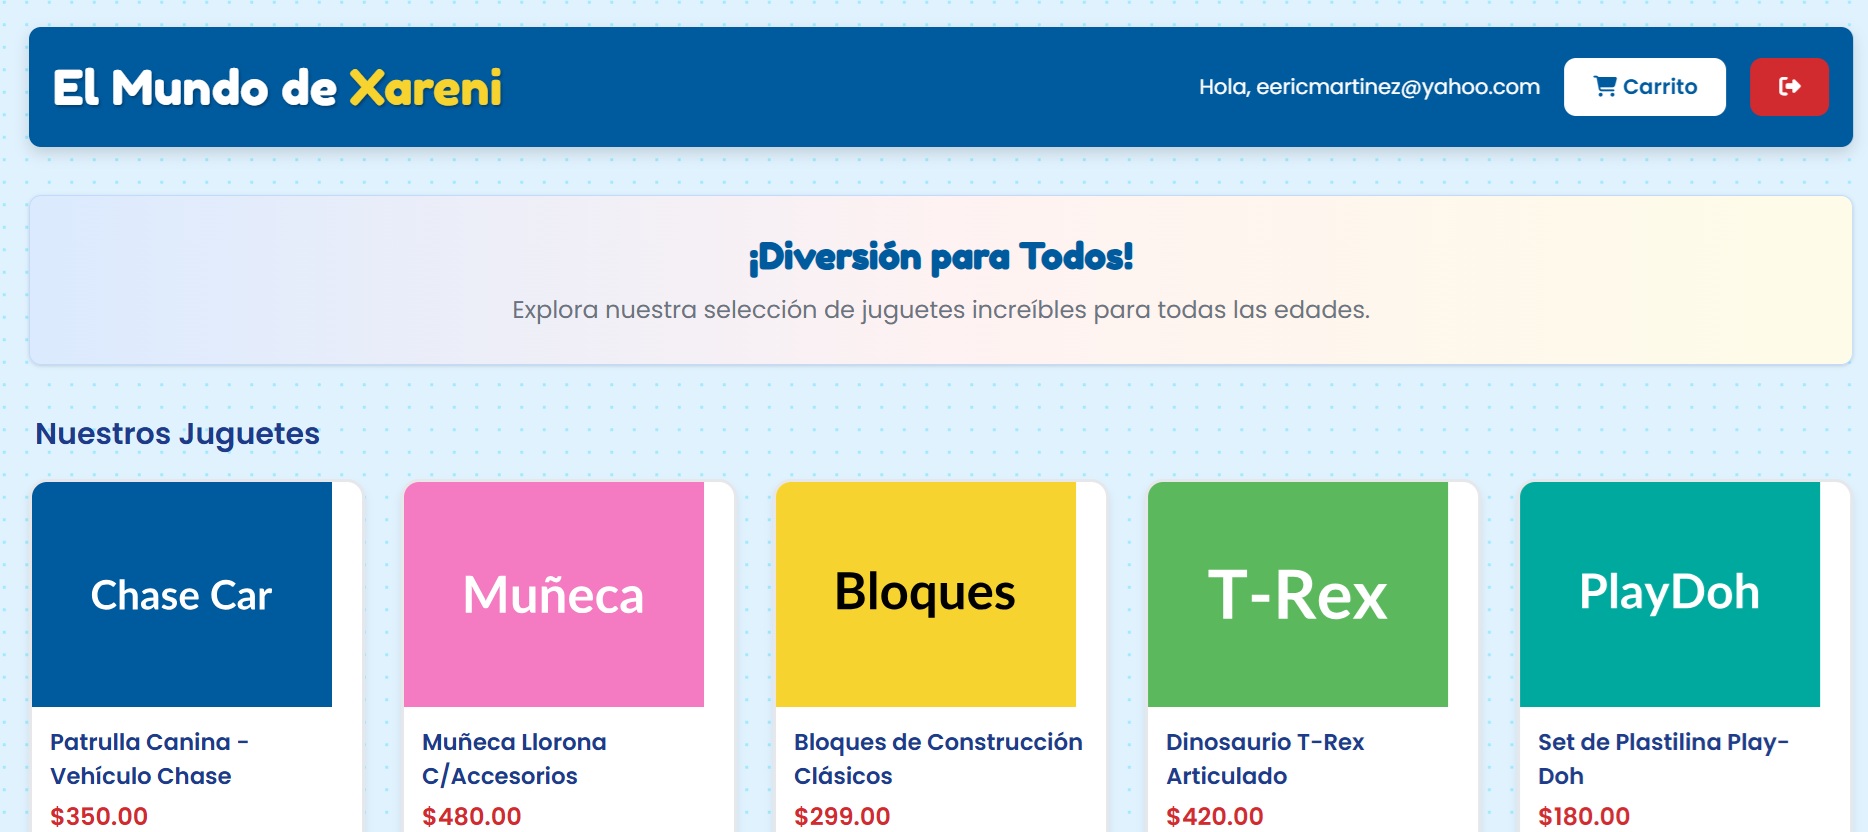 El Mundo de Xareni
Hola, eericmartinez@yahoo.com
Carrito
¡Diversión para Todos!
Explora nuestra selección de juguetes increíbles para todas las edades.
Nuestros Juguetes
Chase Car
Patrulla Canina -
Vehículo Chase
$350.00
Muñeca
Muñeca Llorona
C/Accesorios
$480.00
Bloques
Bloques de Construcción
Clásicos
$299.00
T-Rex
Dinosaurio T-Rex
Articulado
$420.00
PlayDoh
Set de Plastilina Play-
Doh
$180.00